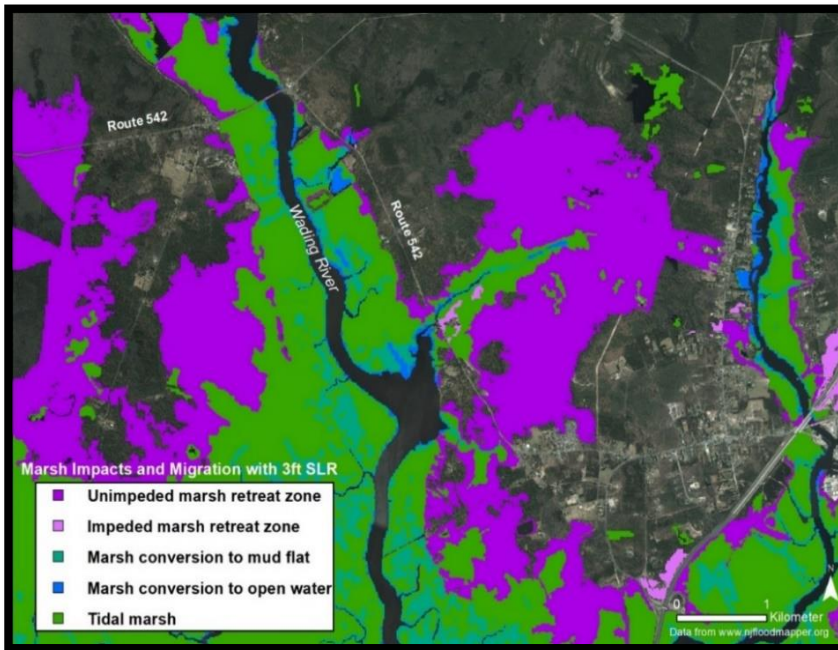 Route 542
Wading River
Route 542
Marsh Impacts and Migration with 3ft SLR
Unimpeded marsh retreat zone
Impeded marsh retreat zone
Marsh conversion to mud flat
Marsh conversion to open water
Tidal marsh
N
0 1
Kilometer
Data from www.njfloodmapper.org